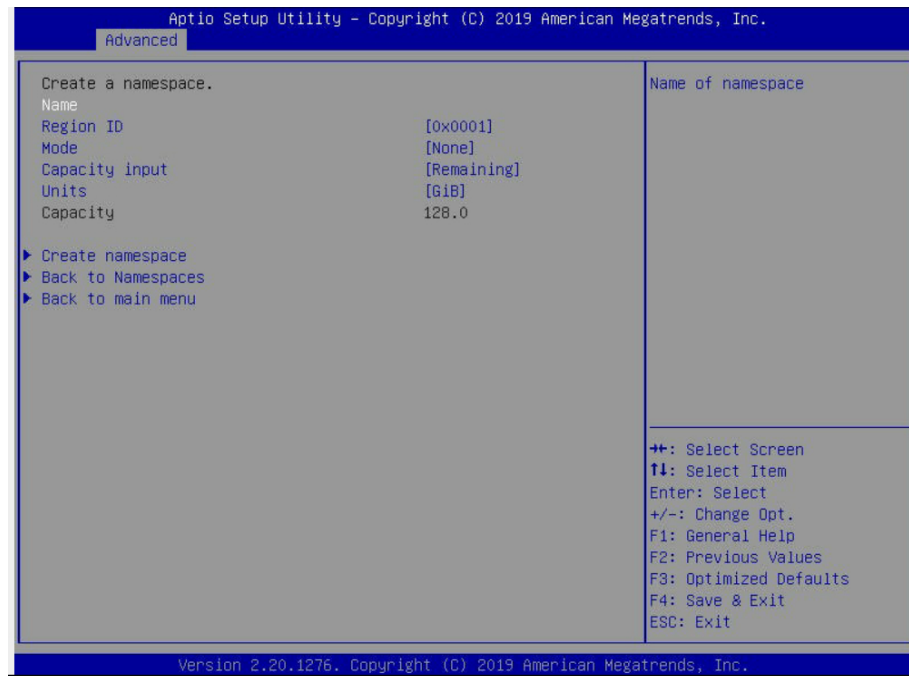 Aptio Setup Utility – Copyright (C) 2019 American Megatrends, Inc.
Advanced
Create a namespace.
Name
Region ID [0x0001]
Mode [None]
Capacity input [Remaining]
Units [GiB]
Capacity 128.0
Create namespace
Back to Namespaces
Back to main menu
Name of namespace
→←: Select Screen
↑↓: Select Item
Enter: Select
+/-: Change Opt.
F1: General Help
F2: Previous Values
F3: Optimized Defaults
F4: Save & Exit
ESC: Exit
Version 2.20.1276. Copyright (C) 2019 American Megatrends, Inc.